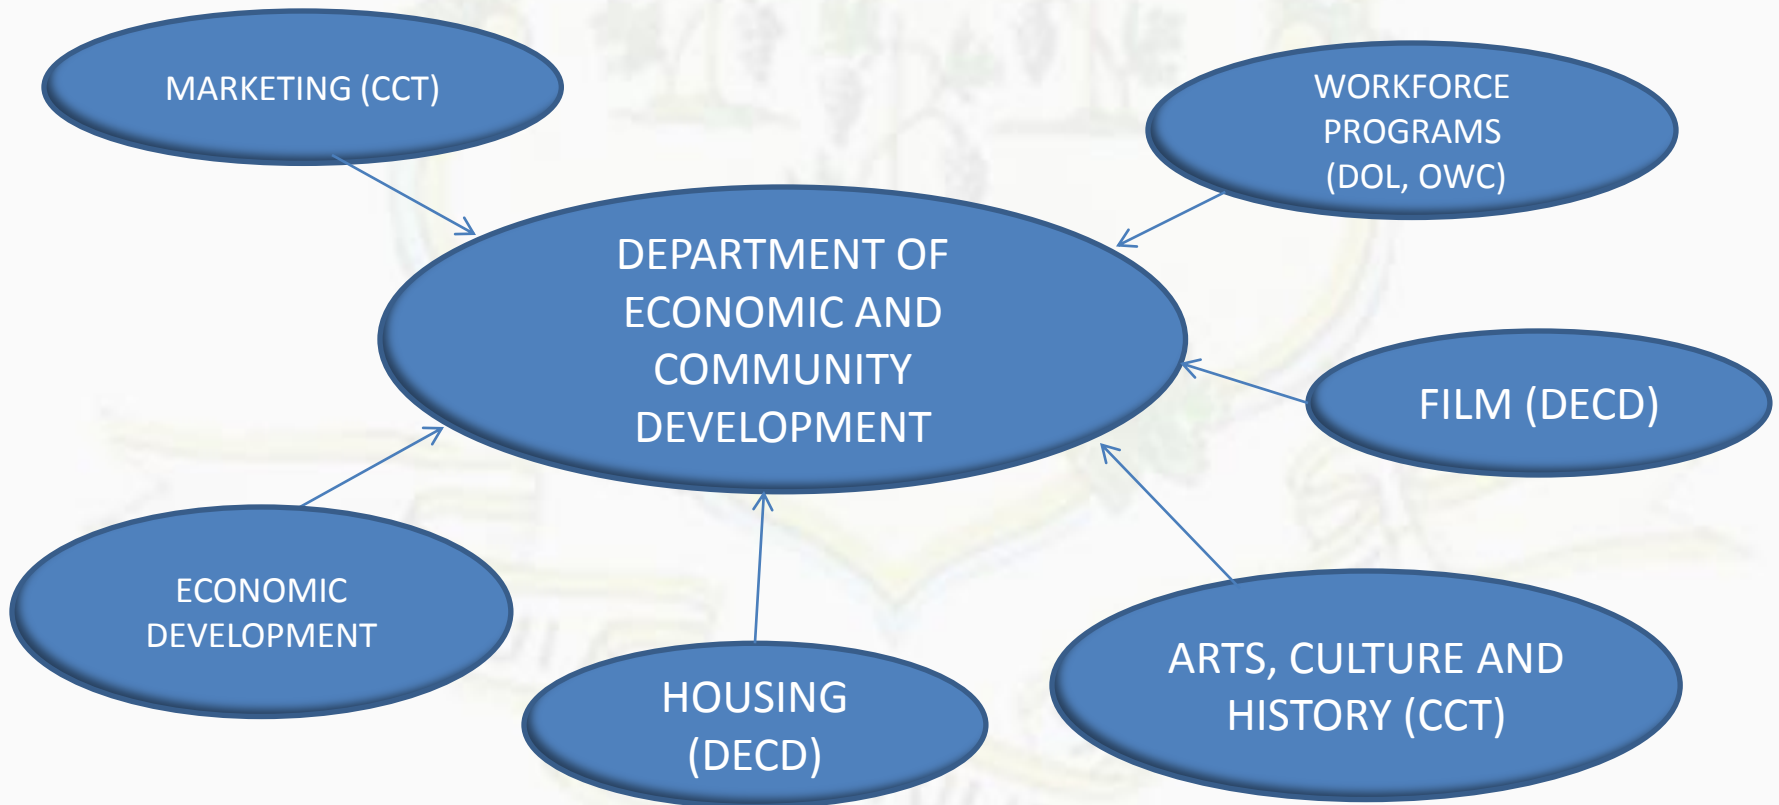 MARKETING (CCT)
WORKFORCE
PROGRAMS
(DOL, OWC)
DEPARTMENT OF
ECONOMIC AND
COMMUNITY
DEVELOPMENT
FILM (DECD)
ECONOMIC
DEVELOPMENT
HOUSING
(DECD)
ARTS, CULTURE AND
HISTORY (CCT)